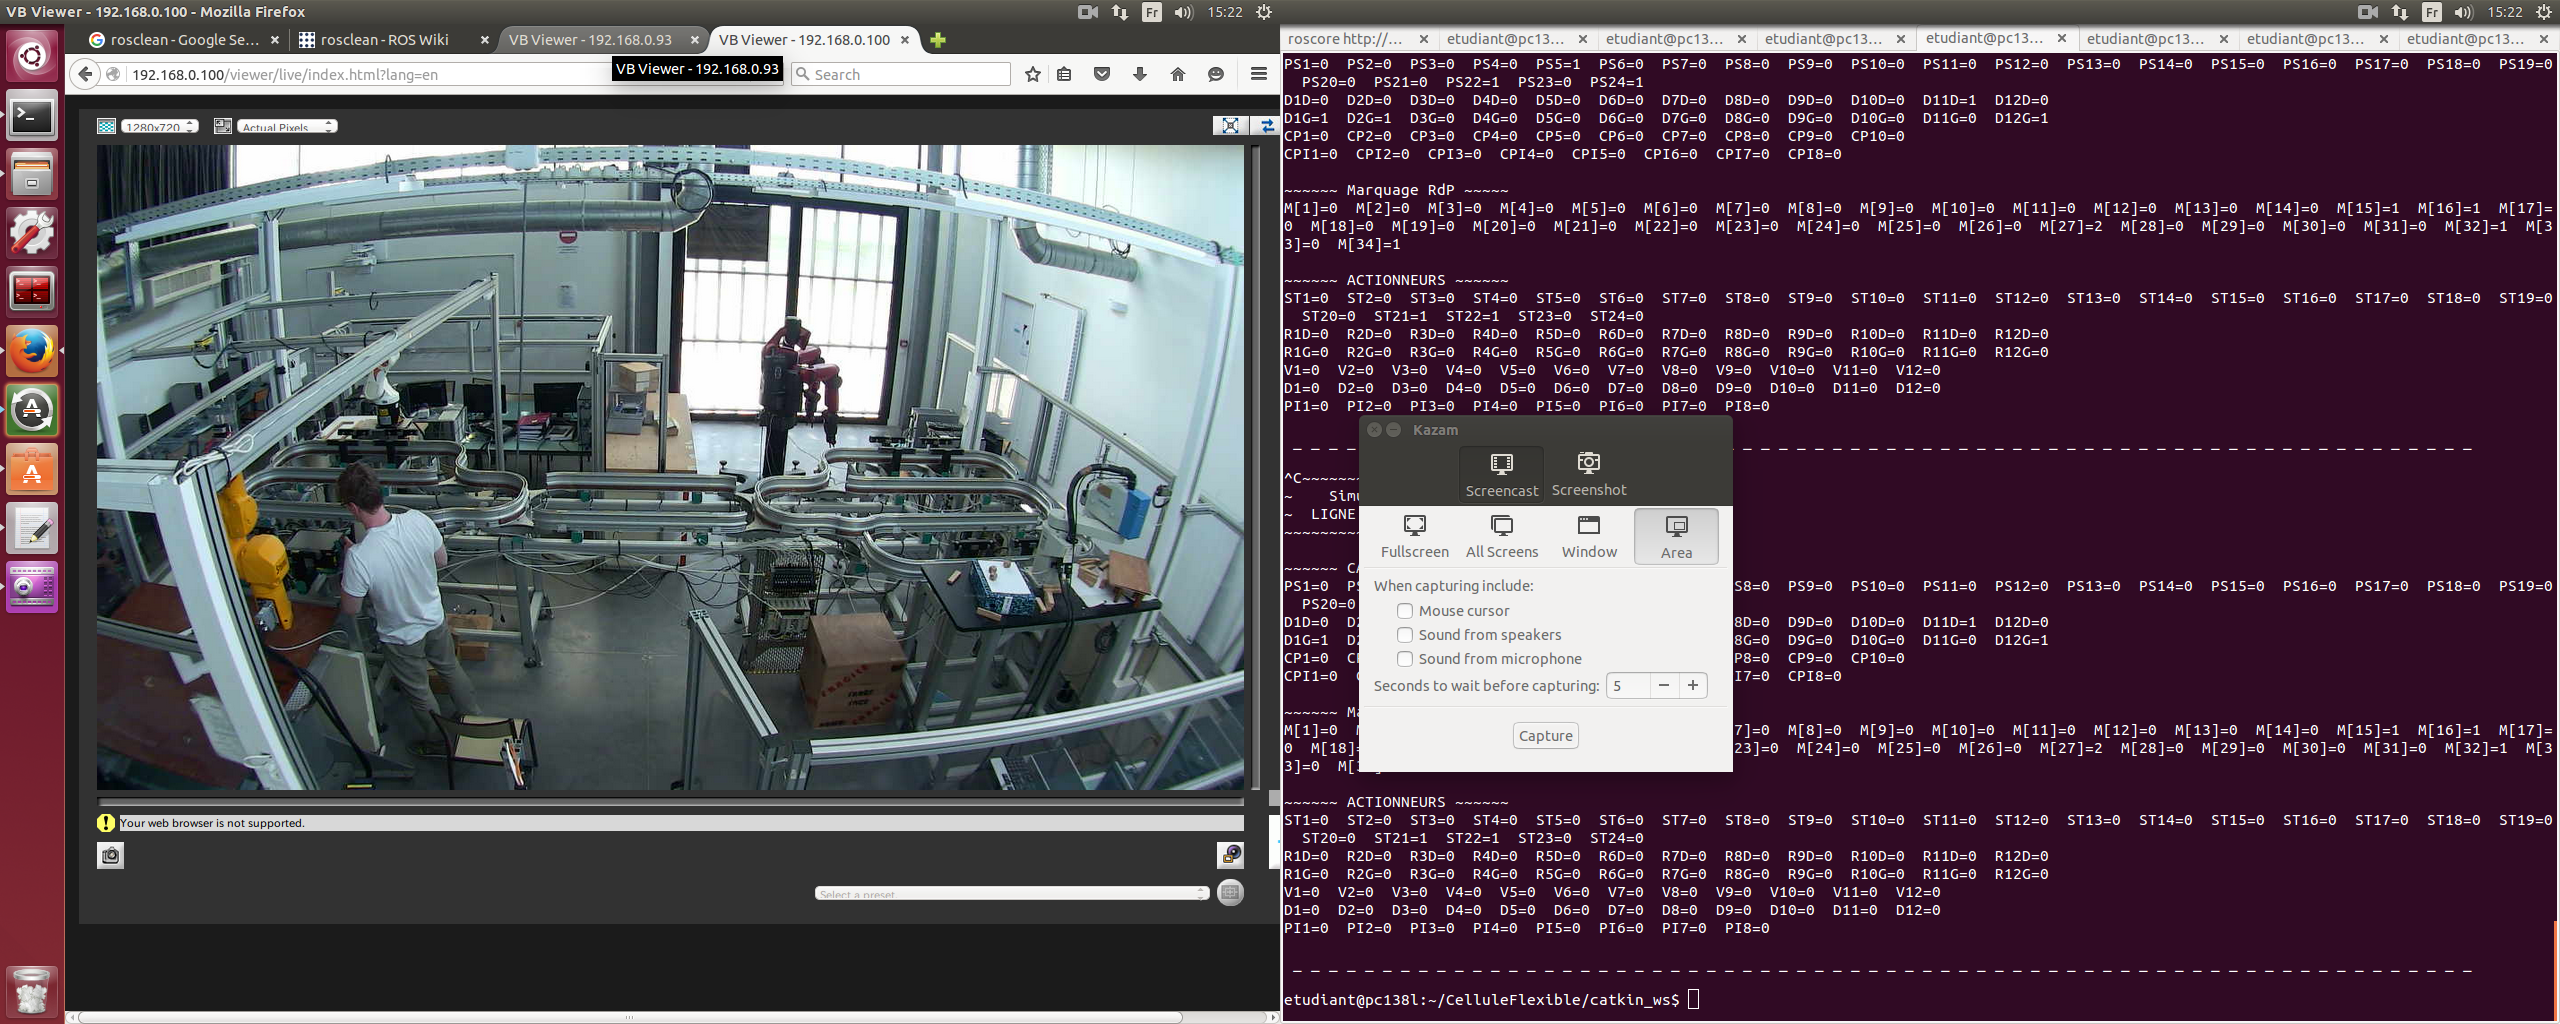 VB Viewer - 192.168.0.100 - Mozilla Firefox
Fr 15:22
Fr 15:22
rosclean - Google Se...
rosclean - ROS Wiki
VB Viewer - 192.168.0.93
VB Viewer - 192.168.0.100
192.168.0.100/viewer/live/index.html?lang=en
VB Viewer - 192.168.0.93
Search
1280x720
Actual Pixels
FRAGILE
Your web browser is not supported.
Select a preset
roscore http://...
etudiant@pc13...
etudiant@pc13...
etudiant@pc13...
etudiant@pc13...
etudiant@pc13...
etudiant@pc13...
etudiant@pc13...
PS1=0 PS2=0 PS3=0 PS4=0 PS5=1 PS6=0 PS7=0 PS8=0 PS9=0 PS10=0 PS11=0 PS12=0 PS13=0 PS14=0 PS15=0 PS16=0 PS17=0 PS18=0 PS19=0
PS20=0 PS21=0 PS22=1 PS23=0 PS24=1
D1D=0 D2D=0 D3D=0 D4D=0 D5D=0 D6D=0 D7D=0 D8D=0 D9D=0 D10D=0 D11D=1 D12D=0
D1G=1 D2G=1 D3G=0 D4G=0 D5G=0 D6G=0 D7G=0 D8G=0 D9G=0 D10G=0 D11G=0 D12G=1
CP1=0 CP2=0 CP3=0 CP4=0 CP5=0 CP6=0 CP7=0 CP8=0 CP9=0 CP10=0
CPI1=0 CPI2=0 CPI3=0 CPI4=0 CPI5=0 CPI6=0 CPI7=0 CPI8=0
~~~~~~ Marquage RdP ~~~~~
M[1]=0 M[2]=0 M[3]=0 M[4]=0 M[5]=0 M[6]=0 M[7]=0 M[8]=0 M[9]=0 M[10]=0 M[11]=0 M[12]=0 M[13]=0 M[14]=0 M[15]=1 M[16]=1 M[17]=
0 M[18]=0 M[19]=0 M[20]=0 M[21]=0 M[22]=0 M[23]=0 M[24]=0 M[25]=0 M[26]=0 M[27]=2 M[28]=0 M[29]=0 M[30]=0 M[31]=0 M[32]=1 M[3
3]=0 M[34]=1
~~~~~~ ACTIONNEURS ~~~~~~
ST1=0 ST2=0 ST3=0 ST4=0 ST5=0 ST6=0 ST7=0 ST8=0 ST9=0 ST10=0 ST11=0 ST12=0 ST13=0 ST14=0 ST15=0 ST16=0 ST17=0 ST18=0 ST19=0
ST20=0 ST21=1 ST22=1 ST23=0 ST24=0
R1D=0 R2D=0 R3D=0 R4D=0 R5D=0 R6D=0 R7D=0 R8D=0 R9D=0 R10D=0 R11D=0 R12D=0
R1G=0 R2G=0 R3G=0 R4G=0 R5G=0 R6G=0 R7G=0 R8G=0 R9G=0 R10G=0 R11G=0 R12G=0
V1=0 V2=0 V3=0 V4=0 V5=0 V6=0 V7=0 V8=0 V9=0 V10=0 V11=0 V12=0
D1=0 D2=0 D3=0 D4=0 D5=0 D6=0 D7=0 D8=0 D9=0 D10=0 D11=0 D12=0
PI1=0 PI2=0 PI3=0 PI4=0 PI5=0 PI6=0 PI7=0 PI8=0
^C~~~~~~~~
~ Simu
~ LIGNE
~~~~~~~~~
~~~~~~ CA
PS1=0 PS S8=0 PS9=0 PS10=0 PS11=0 PS12=0 PS13=0 PS14=0 PS15=0 PS16=0 PS17=0 PS18=0 PS19=0
PS20=0
D1D=0 D2 8D=0 D9D=0 D10D=0 D11D=1 D12D=0
D1G=1 D2 8G=0 D9G=0 D10G=0 D11G=0 D12G=1
CP1=0 CP P8=0 CP9=0 CP10=0
CPI1=0 I7=0 CPI8=0
~~~~~~ Ma
M[1]=0 7]=0 M[8]=0 M[9]=0 M[10]=0 M[11]=0 M[12]=0 M[13]=0 M[14]=0 M[15]=1 M[16]=1 M[17]=
0 M[18]= 23]=0 M[24]=0 M[25]=0 M[26]=0 M[27]=2 M[28]=0 M[29]=0 M[30]=0 M[31]=0 M[32]=1 M[3
3]=0 M[
~~~~~~ ACTIONNEURS ~~~~~~
ST1=0 ST2=0 ST3=0 ST4=0 ST5=0 ST6=0 ST7=0 ST8=0 ST9=0 ST10=0 ST11=0 ST12=0 ST13=0 ST14=0 ST15=0 ST16=0 ST17=0 ST18=0 ST19=0
ST20=0 ST21=1 ST22=1 ST23=0 ST24=0
R1D=0 R2D=0 R3D=0 R4D=0 R5D=0 R6D=0 R7D=0 R8D=0 R9D=0 R10D=0 R11D=0 R12D=0
R1G=0 R2G=0 R3G=0 R4G=0 R5G=0 R6G=0 R7G=0 R8G=0 R9G=0 R10G=0 R11G=0 R12G=0
V1=0 V2=0 V3=0 V4=0 V5=0 V6=0 V7=0 V8=0 V9=0 V10=0 V11=0 V12=0
D1=0 D2=0 D3=0 D4=0 D5=0 D6=0 D7=0 D8=0 D9=0 D10=0 D11=0 D12=0
PI1=0 PI2=0 PI3=0 PI4=0 PI5=0 PI6=0 PI7=0 PI8=0
etudiant@pc138l:~/CelluleFlexible/catkin_ws$
Kazam
Screencast Screenshot
Fullscreen All Screens Window Area
When capturing include:
Mouse cursor
Sound from speakers
Sound from microphone
Seconds to wait before capturing: 5
Capture